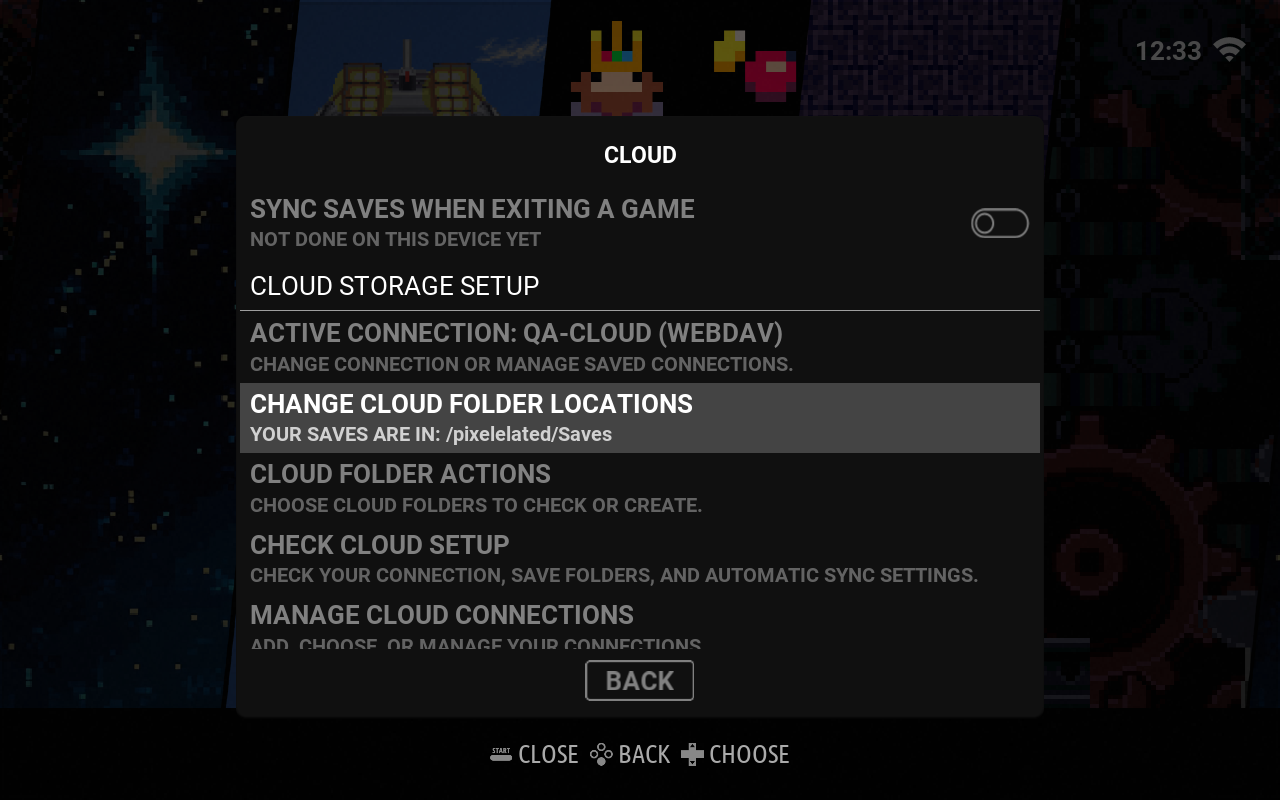 12:33
CLOUD
SYNC SAVES WHEN EXITING A GAME
NOT DONE ON THIS DEVICE YET
CLOUD STORAGE SETUP
ACTIVE CONNECTION: QA-CLOUD (WEBDAV)
CHANGE CONNECTION OR MANAGE SAVED CONNECTIONS.
CHANGE CLOUD FOLDER LOCATIONS
YOUR SAVES ARE IN: /pixelelated/Saves
CLOUD FOLDER ACTIONS
CHOOSE CLOUD FOLDERS TO CHECK OR CREATE.
CHECK CLOUD SETUP
CHECK YOUR CONNECTION, SAVE FOLDERS, AND AUTOMATIC SYNC SETTINGS.
MANAGE CLOUD CONNECTIONS
ADD, CHOOSE, OR MANAGE YOUR CONNECTIONS
BACK
START CLOSE BACK CHOOSE